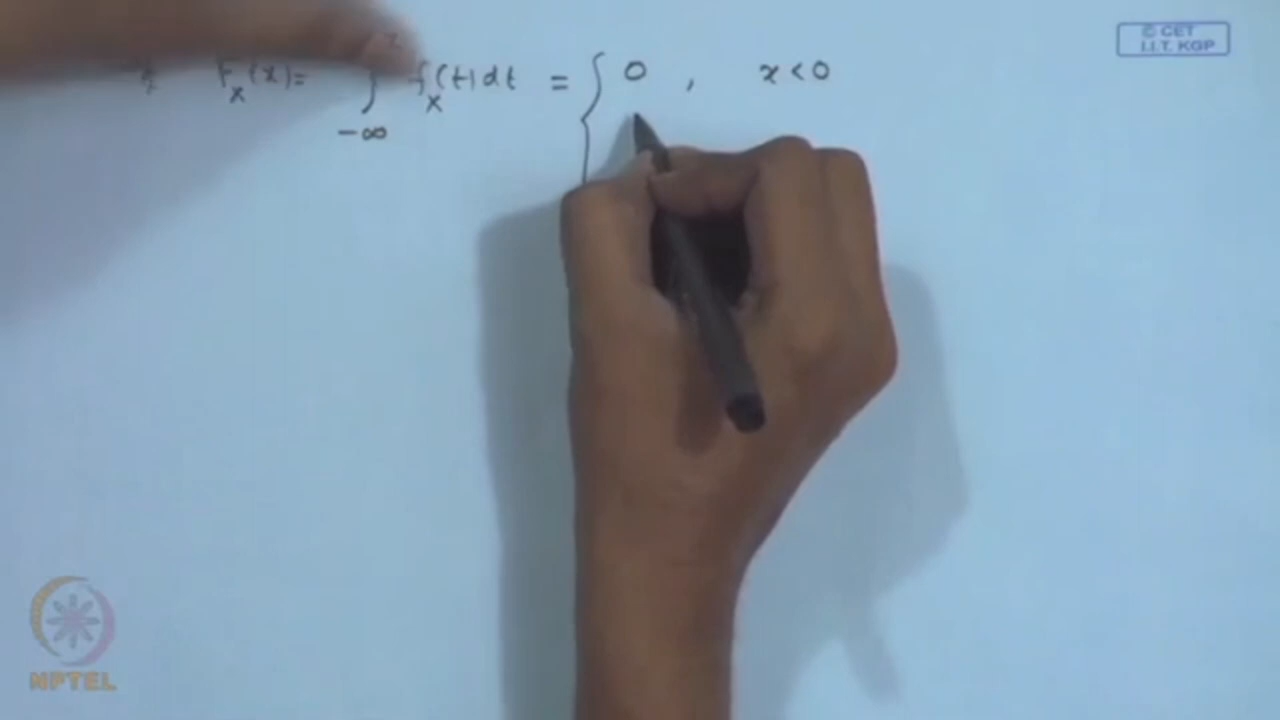 F_X(x) = ∫_{-∞}^{x} f_X(t) dt = { 0 , x < 0
© CET
I.I.T. KGP
NPTEL